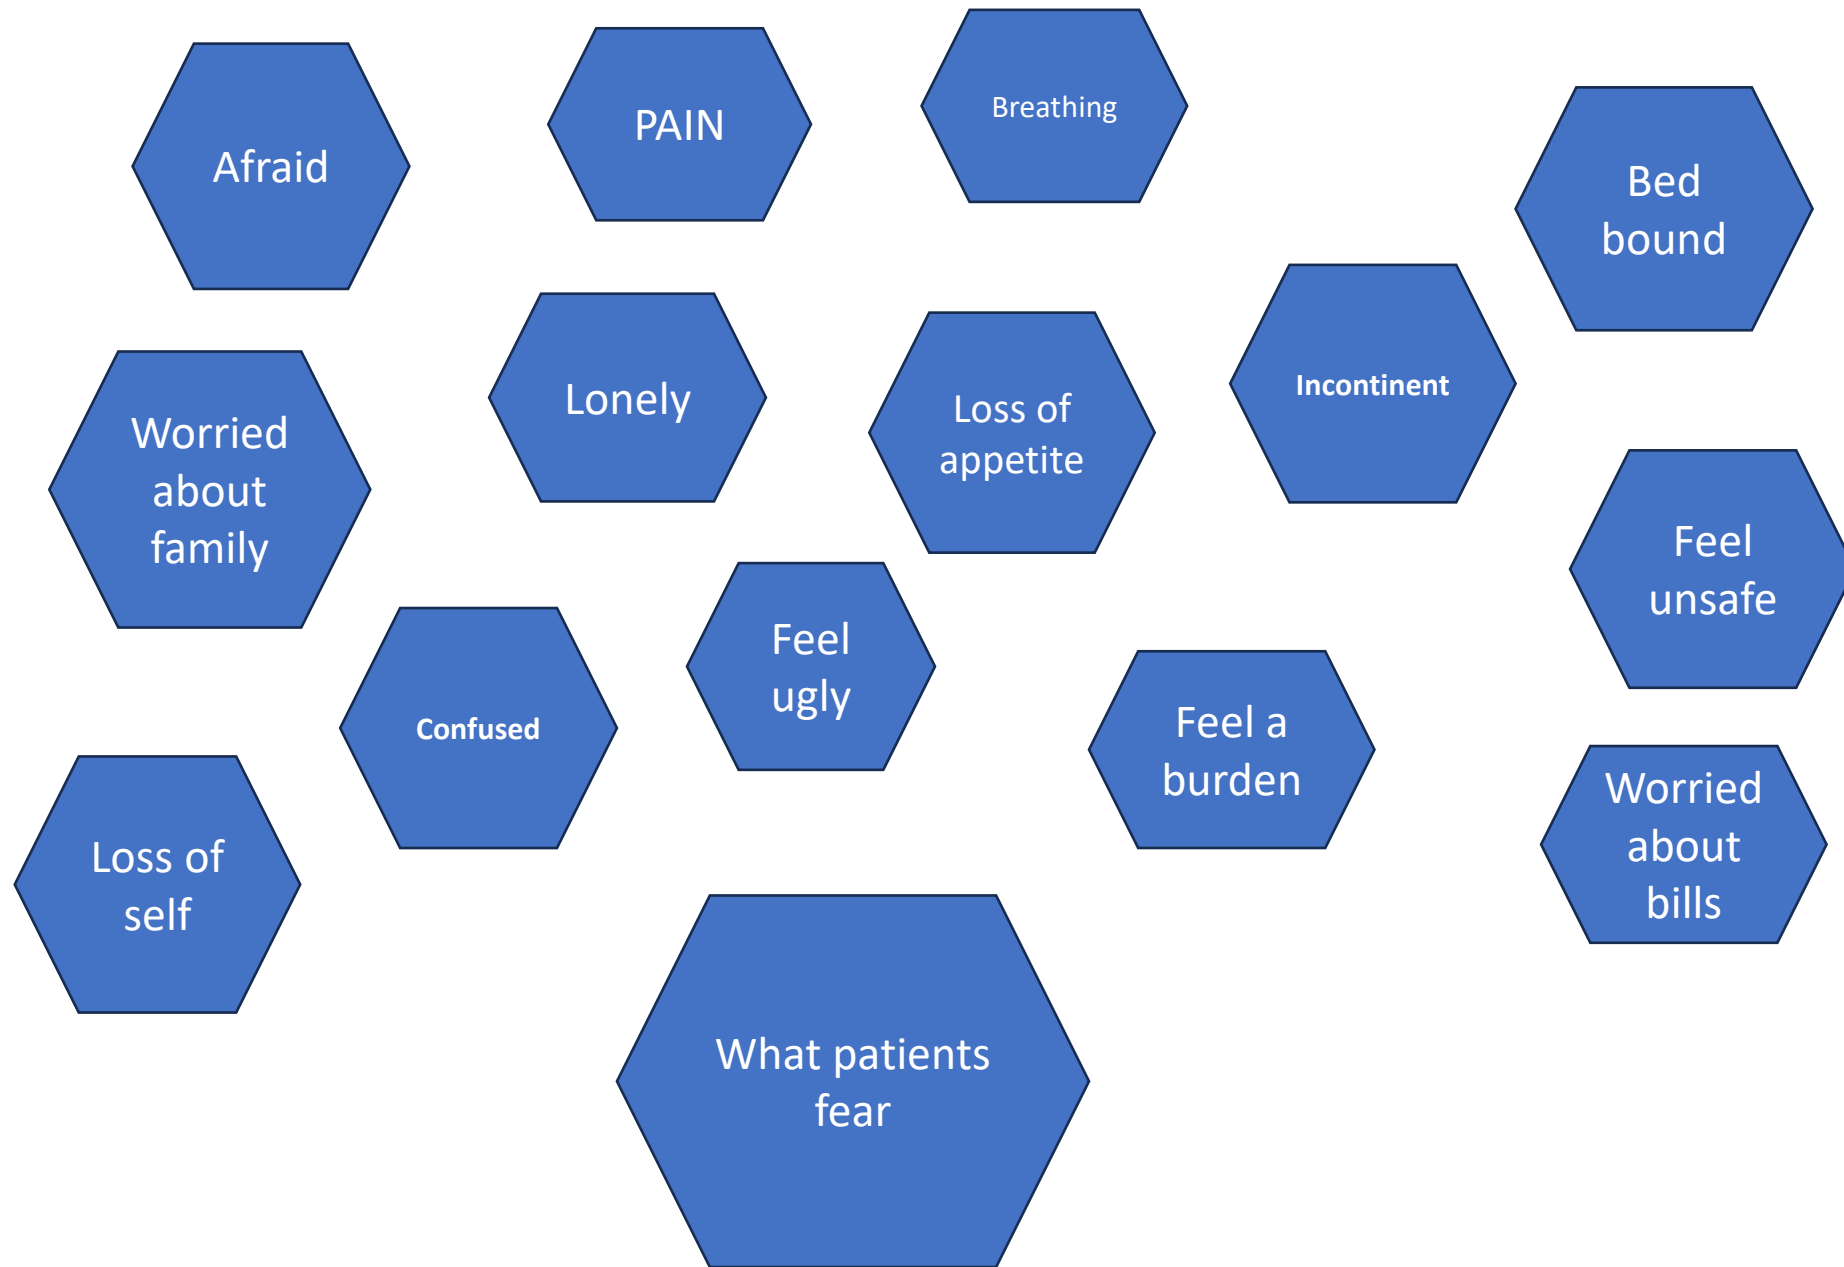 Afraid
PAIN
Breathing
Bed
bound
Worried
about
family
Lonely
Loss of
appetite
Incontinent
Feel
unsafe
Confused
Feel
ugly
Feel a
burden
Worried
about
bills
Loss of
self
What patients
fear